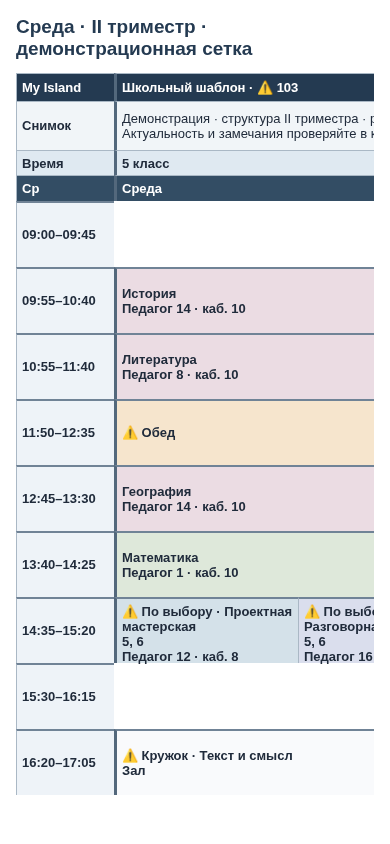 Среда · II триместр ·
демонстрационная сетка
My Island
Школьный шаблон · ⚠️ 103
Снимок
Демонстрация · структура II триместра ·
Актуальность и замечания проверяйте в
Время
5 класс
Ср
Среда
09:00–09:45
09:55–10:40
История
Педагог 14 · каб. 10
10:55–11:40
Литература
Педагог 8 · каб. 10
11:50–12:35
⚠️ Обед
12:45–13:30
География
Педагог 14 · каб. 10
13:40–14:25
Математика
Педагог 1 · каб. 10
14:35–15:20
⚠️ По выбору · Проектная
мастерская
5, 6
Педагог 12 · каб. 8
⚠️ По
5, 6
Педагог 16
15:30–16:15
16:20–17:05
⚠️ Кружок · Текст и смысл
Зал